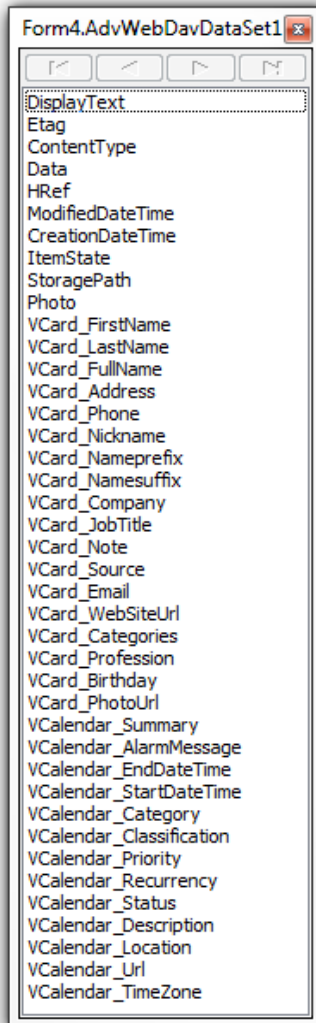 Form4.AdvWebDavDataSet1
DisplayText
Etag
ContentType
Data
HRef
ModifiedDateTime
CreationDateTime
ItemState
StoragePath
Photo
VCard_FirstName
VCard_LastName
VCard_FullName
VCard_Address
VCard_Phone
VCard_Nickname
VCard_Nameprefix
VCard_Namesuffix
VCard_Company
VCard_JobTitle
VCard_Note
VCard_Source
VCard_Email
VCard_WebSiteUrl
VCard_Categories
VCard_Profession
VCard_Birthday
VCard_PhotoUrl
VCalendar_Summary
VCalendar_AlarmMessage
VCalendar_EndDateTime
VCalendar_StartDateTime
VCalendar_Category
VCalendar_Classification
VCalendar_Priority
VCalendar_Recurrency
VCalendar_Status
VCalendar_Description
VCalendar_Location
VCalendar_Url
VCalendar_TimeZone